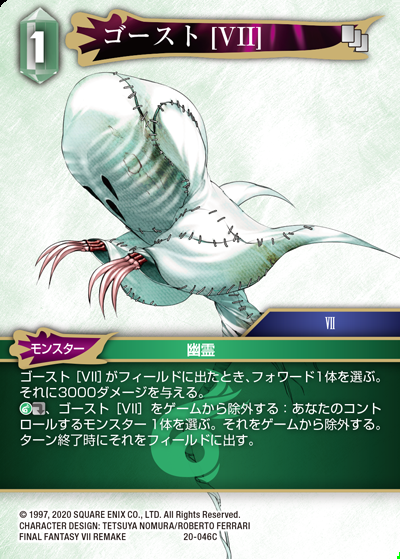 1
ゴースト [VII]
VII
モンスター
幽霊
ゴースト [VII] がフィールドに出たとき、フォワード1体を選ぶ。
それに3000ダメージを与える。
、ゴースト [VII] をゲームから除外する：あなたのコント
ロールするモンスター 1体を選ぶ。それをゲームから除外する。
ターン終了時にそれをフィールドに出す。
© 1997, 2020 SQUARE ENIX CO., LTD. All Rights Reserved.
CHARACTER DESIGN: TETSUYA NOMURA/ROBERTO FERRARI
FINAL FANTASY VII REMAKE 20-046C